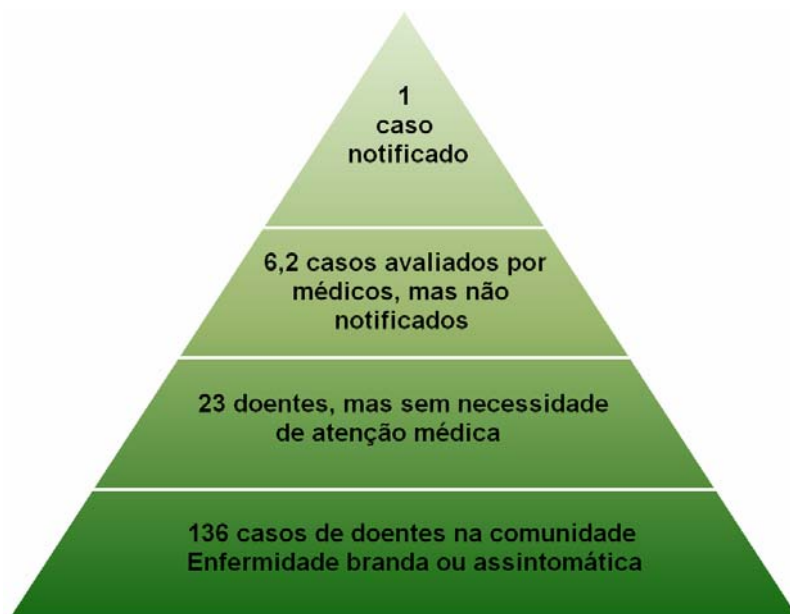 1
caso
notificado
6,2 casos avaliados por
médicos, mas não
notificados
23 doentes, mas sem necessidade
de atenção médica
136 casos de doentes na comunidade
Enfermidade branda ou assintomática